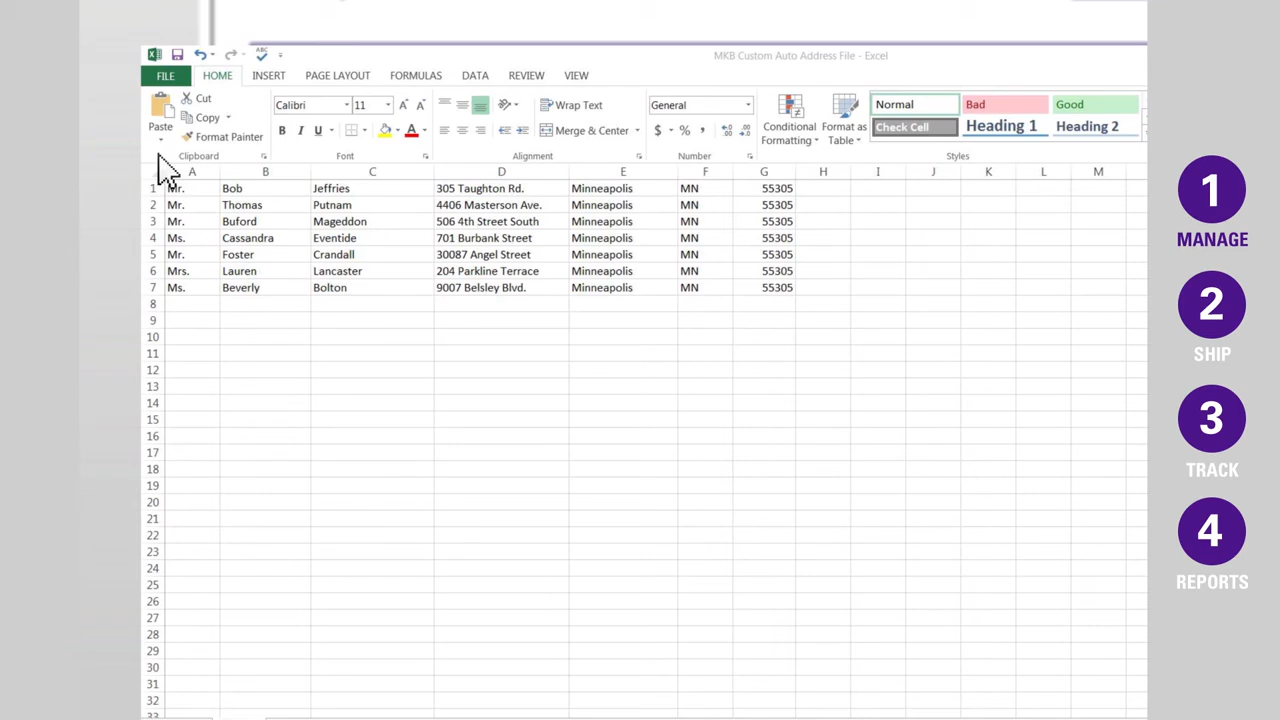 MKB Custom Auto Address File - Excel
FILE HOME INSERT PAGE LAYOUT FORMULAS DATA REVIEW VIEW
Paste
Cut
Copy
Format Painter
Clipboard
Calibri 11
B I U
Font
Wrap Text
Merge & Center
Alignment
General
$ % ,
Number
Conditional Formatting
Format as Table
Normal Bad Good
Check Cell Heading 1 Heading 2
Styles
A B C D E F G H I J K L M
1 Mr. Bob Jeffries 305 Taughton Rd. Minneapolis MN 55305
2 Mr. Thomas Putnam 4406 Masterson Ave. Minneapolis MN 55305
3 Mr. Buford Mageddon 506 4th Street South Minneapolis MN 55305
4 Ms. Cassandra Eventide 701 Burbank Street Minneapolis MN 55305
5 Mr. Foster Crandall 30087 Angel Street Minneapolis MN 55305
6 Mrs. Lauren Lancaster 204 Parkline Terrace Minneapolis MN 55305
7 Ms. Beverly Bolton 9007 Belsley Blvd. Minneapolis MN 55305
8
9
10
11
12
13
14
15
16
17
18
19
20
21
22
23
24
25
26
27
28
29
30
31
32
33
1
MANAGE
2
SHIP
3
TRACK
4
REPORTS